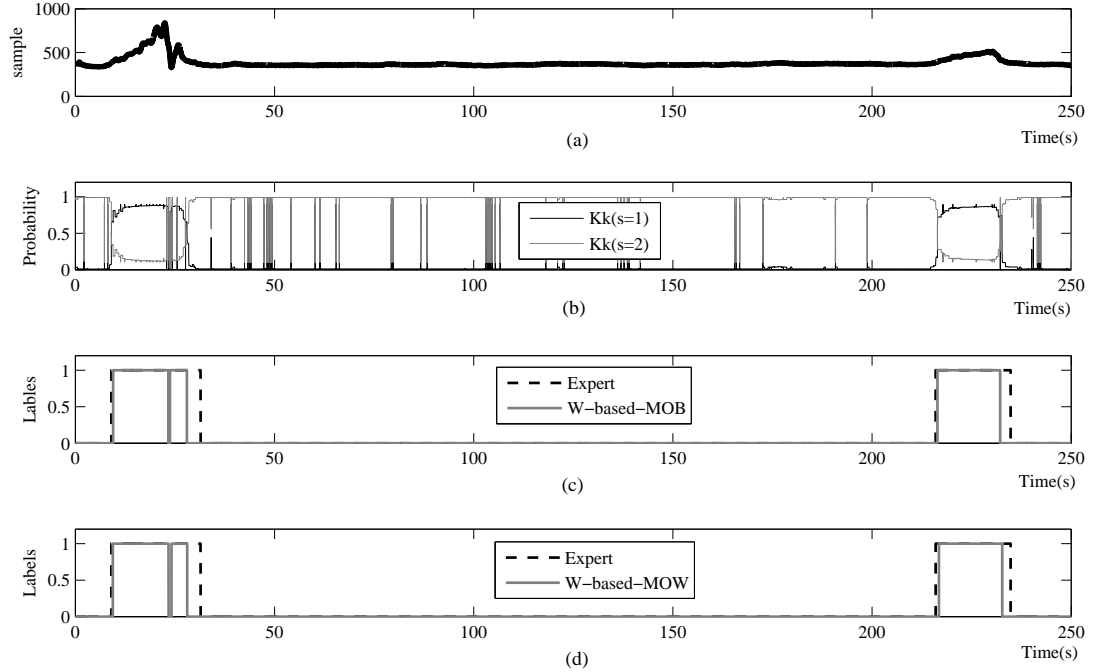 1000
500
0
sample
0 50 100 150 200 250
(a)
Time(s)
1
0.5
0
Probability
Kk(s=1)
Kk(s=2)
0 50 100 150 200 250
(b)
Time(s)
1
0.5
0
Lables
Expert
W-based-MOB
0 50 100 150 200 250
(c)
Time(s)
1
0.5
0
Labels
Expert
W-based-MOW
0 50 100 150 200 250
(d)
Time(s)